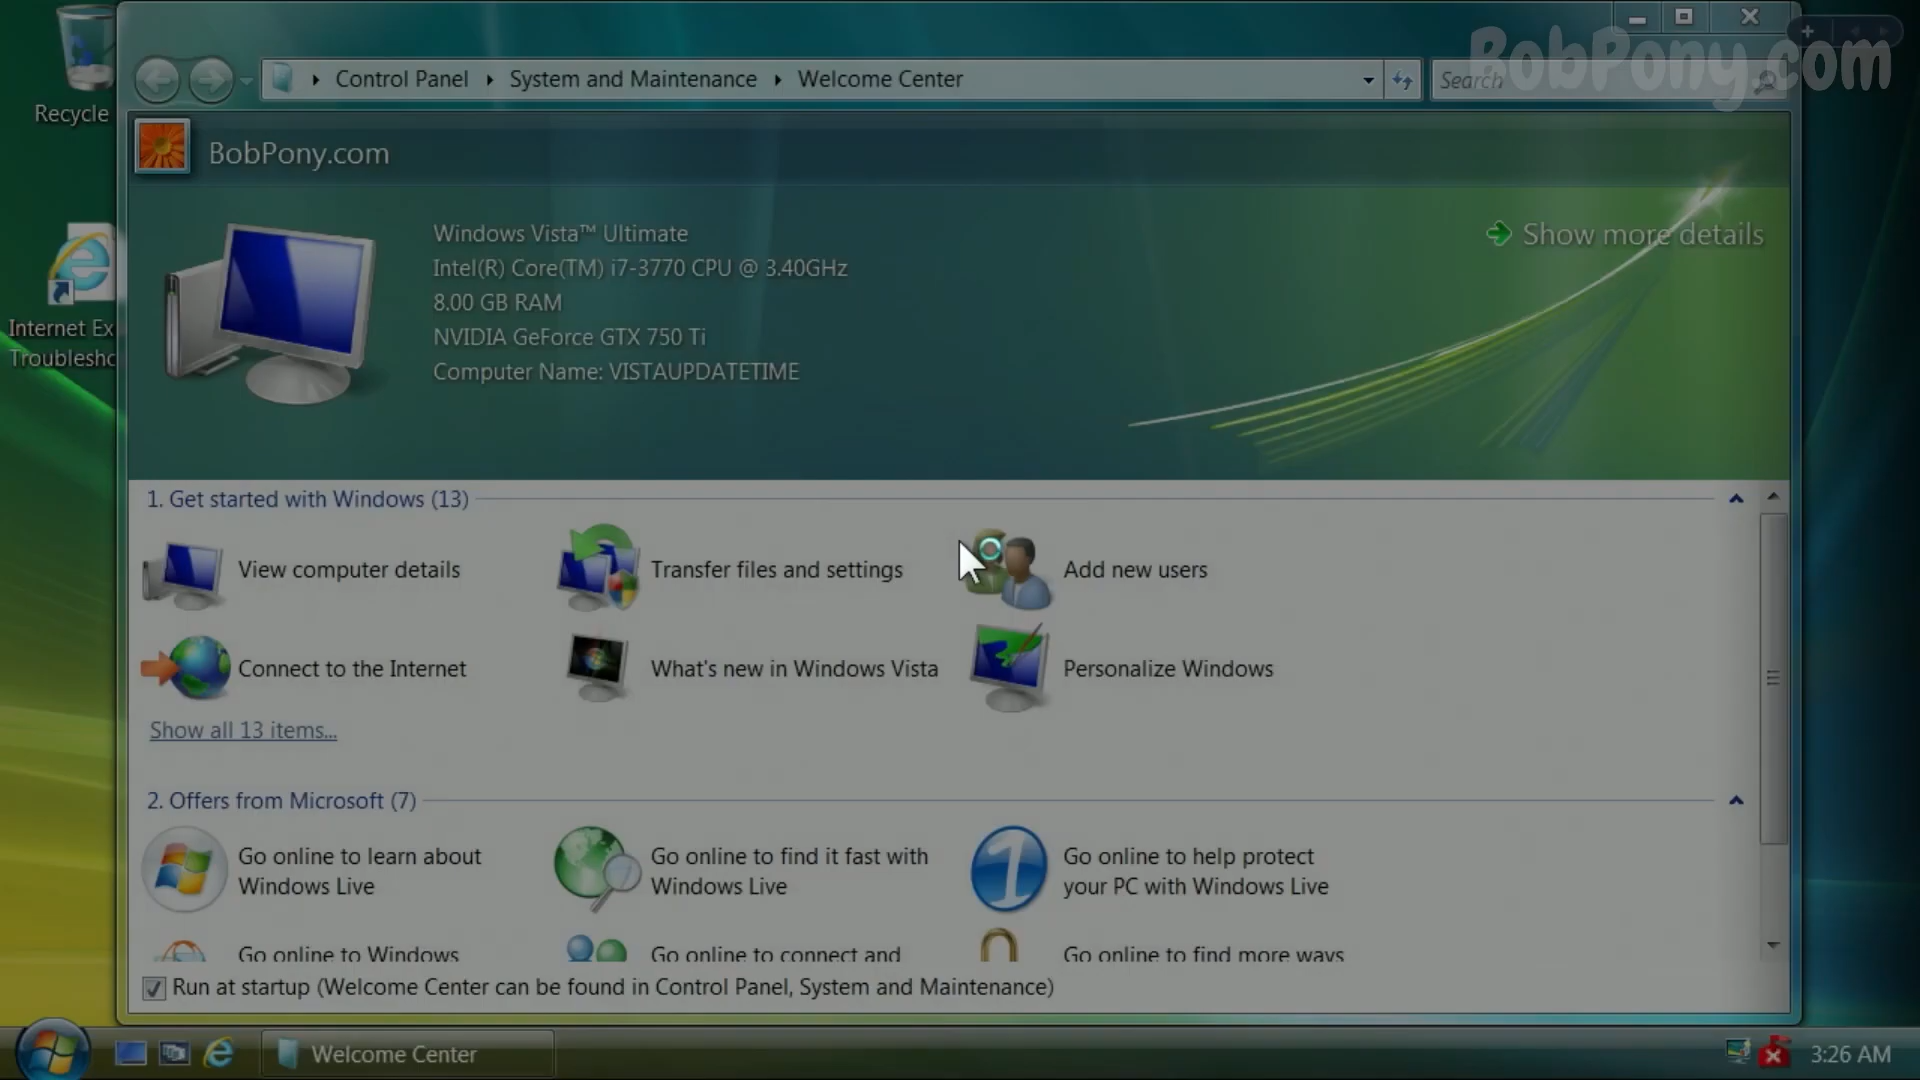 BobPony.com
Recycle
Control Panel
System and Maintenance
Welcome Center
Search
BobPony.com
Windows Vista™ Ultimate
Intel(R) Core(TM) i7-3770 CPU @ 3.40GHz
8.00 GB RAM
NVIDIA GeForce GTX 750 Ti
Computer Name: VISTAUPDATETIME
Show more details
Internet Ex
Troublesho
1. Get started with Windows (13)
View computer details
Transfer files and settings
Add new users
Connect to the Internet
What's new in Windows Vista
Personalize Windows
Show all 13 items...
2. Offers from Microsoft (7)
Go online to learn about
Windows Live
Go online to find it fast with
Windows Live
Go online to help protect
your PC with Windows Live
Go online to Windows
Go online to connect and
Go online to find more ways
Run at startup (Welcome Center can be found in Control Panel, System and Maintenance)
Welcome Center
3:26 AM